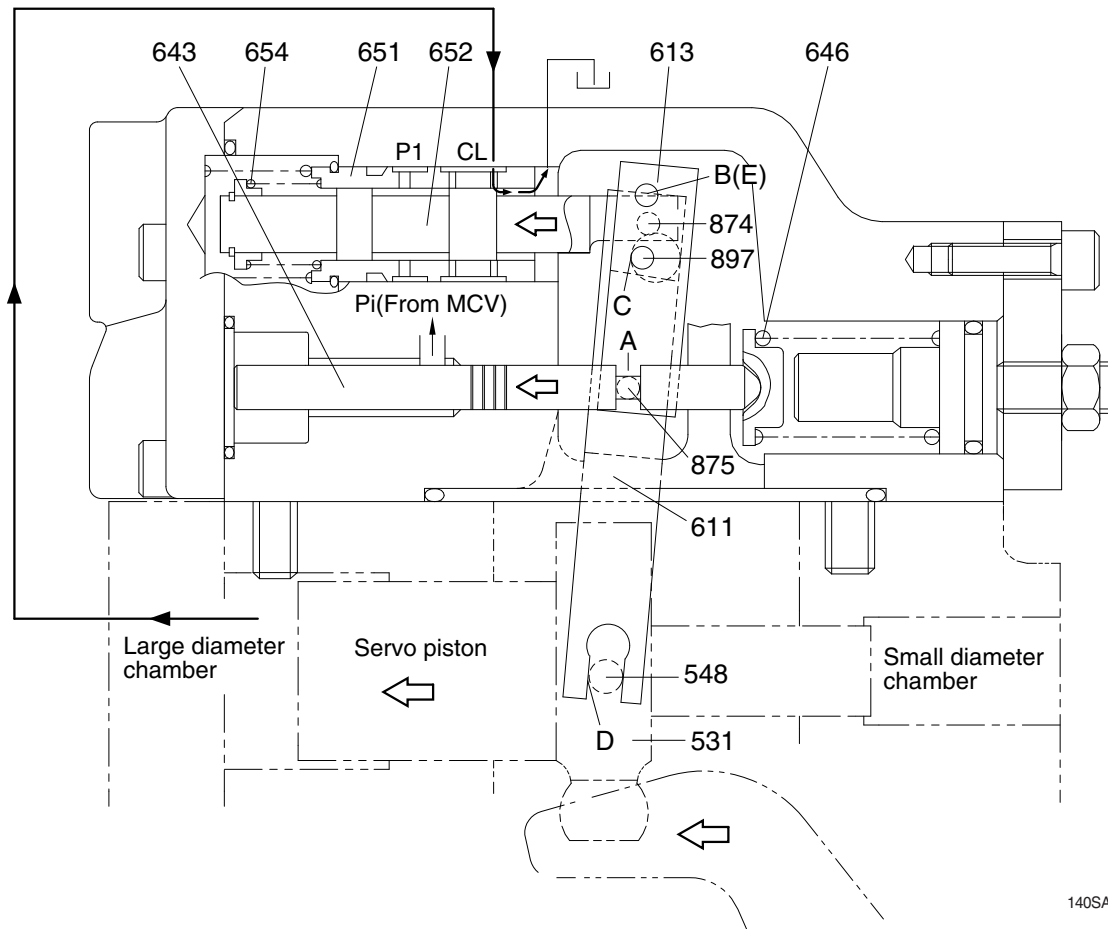 643 654 651 652 613 646
P1 CL
B(E)
874
897
Pi(From MCV)
C
A
875
611
Large diameter
chamber
Servo piston
Small diameter
chamber
548
D 531
140SA